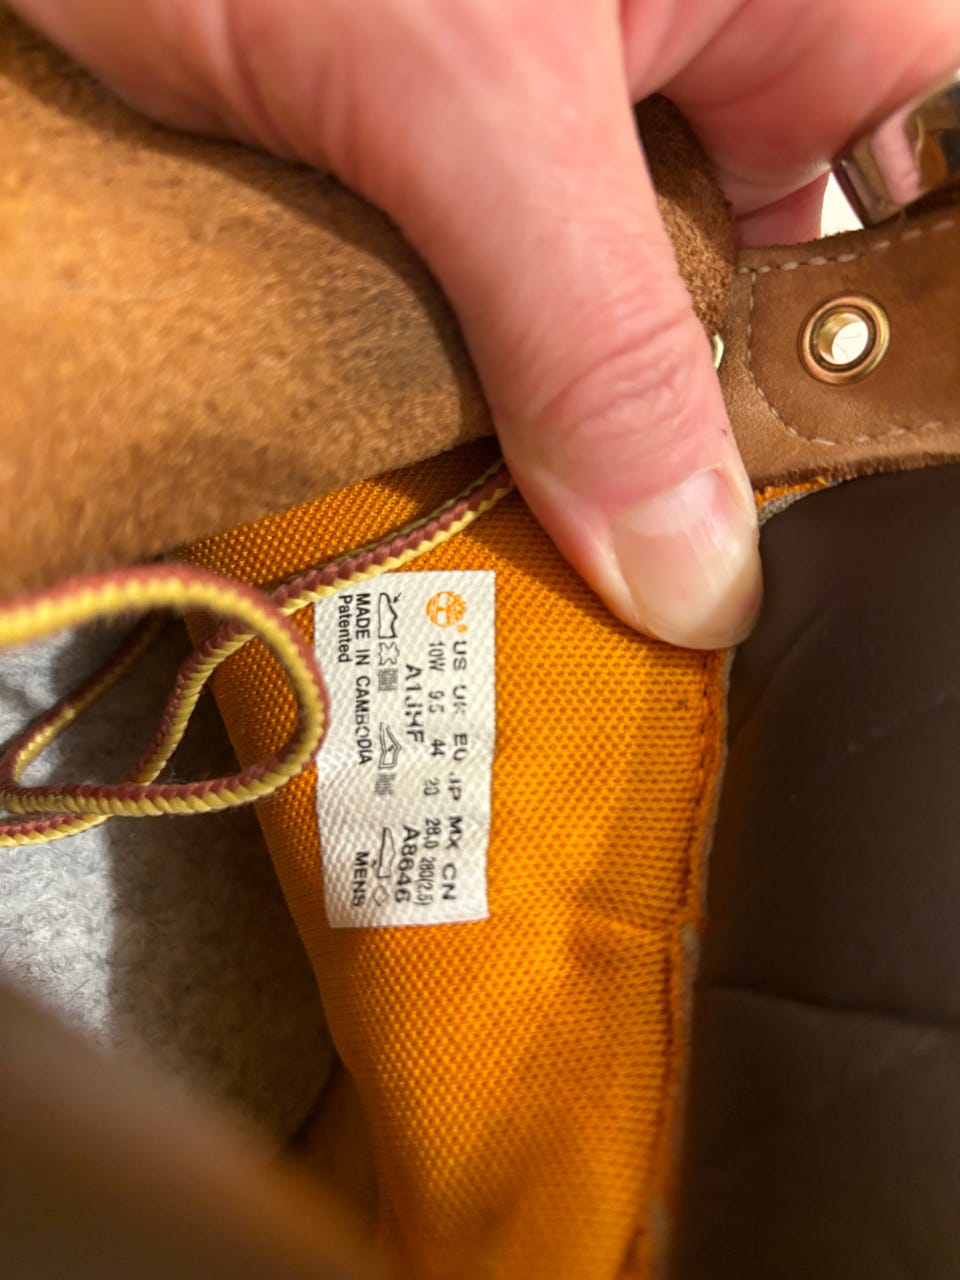 US UK EU JP MX CN
10W 9.5 44 28.0 280(2.5)
A1JHF A8646
MADE IN CAMBODIA MENS
Patented